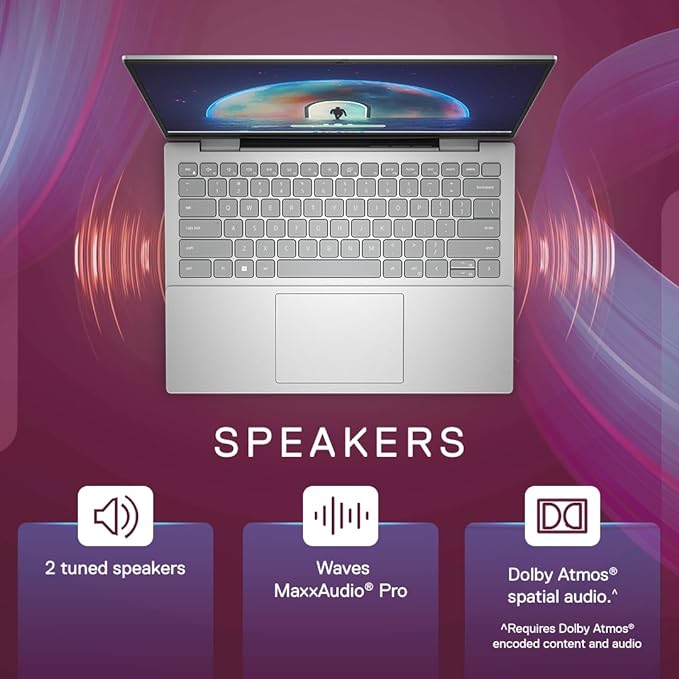 SPEAKERS
2 tuned speakers
Waves
MaxxAudio® Pro
Dolby Atmos®
spatial audio.^
^Requires Dolby Atmos®
encoded content and audio